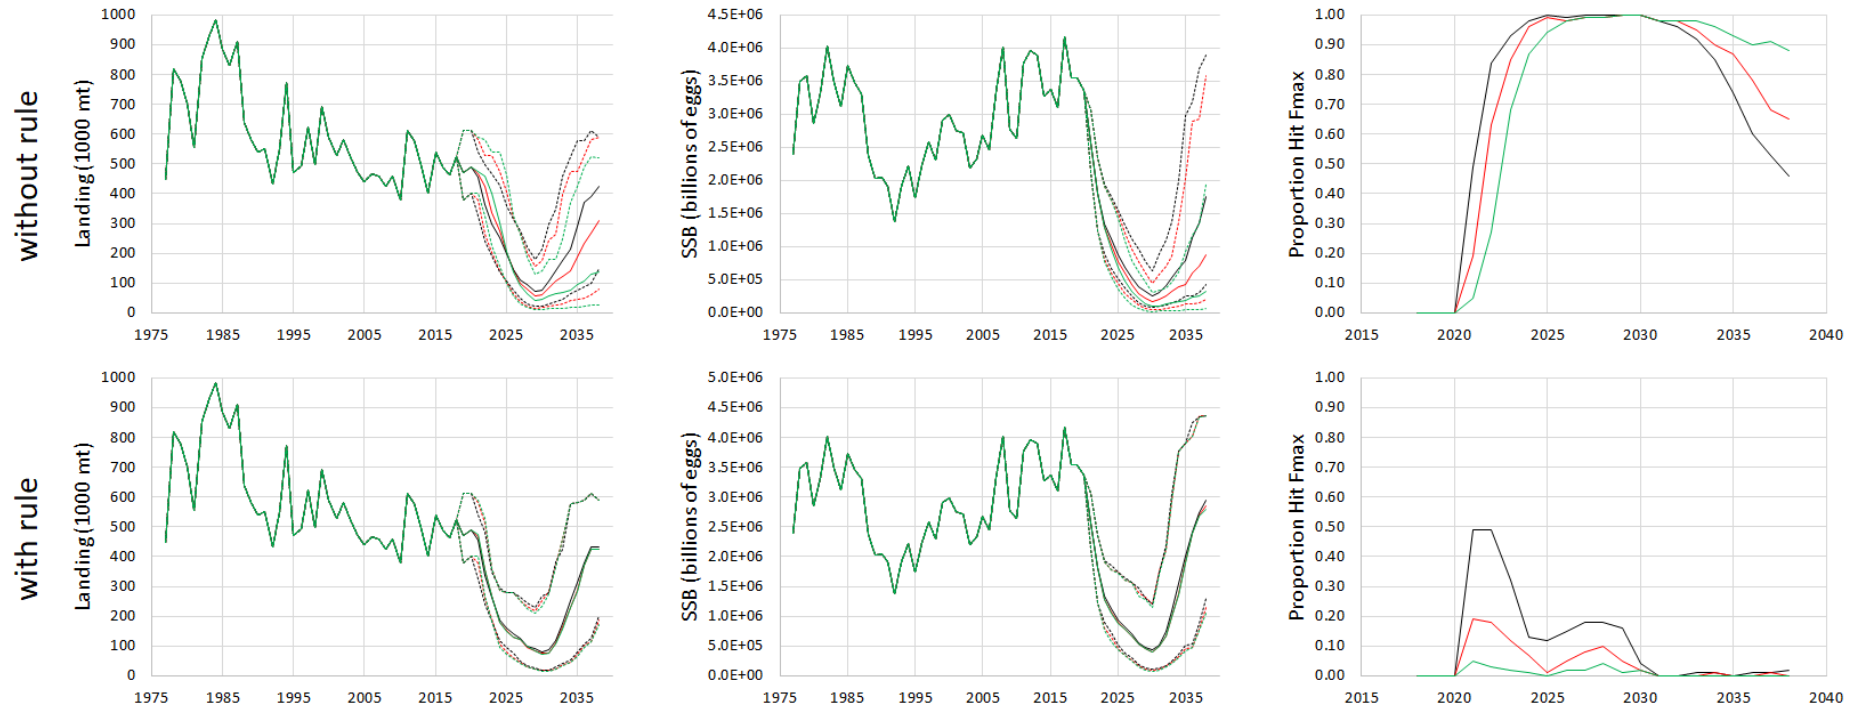 without rule
Landing (1000 mt)
1000
900
800
700
600
500
400
300
200
100
0
1975 1985 1995 2005 2015 2025 2035
SSB (billions of eggs)
4.5E+06
4.0E+06
3.5E+06
3.0E+06
2.5E+06
2.0E+06
1.5E+06
1.0E+06
5.0E+05
0.0E+00
1975 1985 1995 2005 2015 2025 2035
Proportion Hit Fmax
1.00
0.90
0.80
0.70
0.60
0.50
0.40
0.30
0.20
0.10
0.00
2015 2020 2025 2030 2035 2040
with rule
Landing (1000 mt)
1000
900
800
700
600
500
400
300
200
100
0
1975 1985 1995 2005 2015 2025 2035
SSB (billions of eggs)
5.0E+06
4.5E+06
4.0E+06
3.5E+06
3.0E+06
2.5E+06
2.0E+06
1.5E+06
1.0E+06
5.0E+05
0.0E+00
1975 1985 1995 2005 2015 2025 2035
Proportion Hit Fmax
1.00
0.90
0.80
0.70
0.60
0.50
0.40
0.30
0.20
0.10
0.00
2015 2020 2025 2030 2035 2040